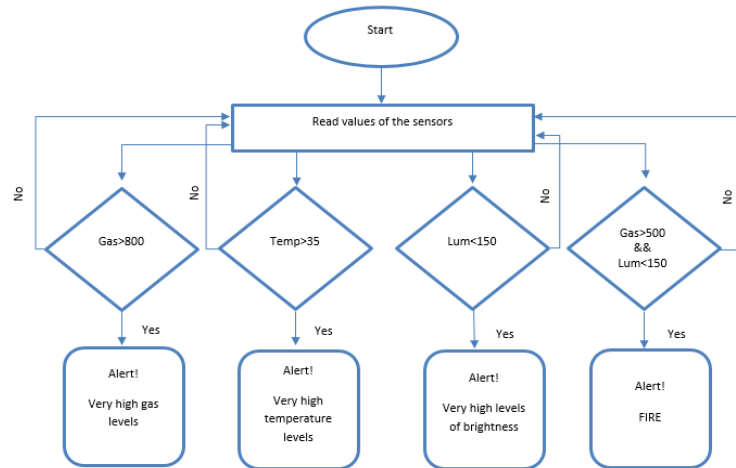 Start
Read values of the sensors
No
No
No
No
Gas>800
Temp>35
Lum<150
Gas>500
&&
Lum<150
Yes
Yes
Yes
Yes
Alert!
Very high gas
levels
Alert!
Very high
temperature
levels
Alert!
Very high levels
of brightness
Alert!
FIRE